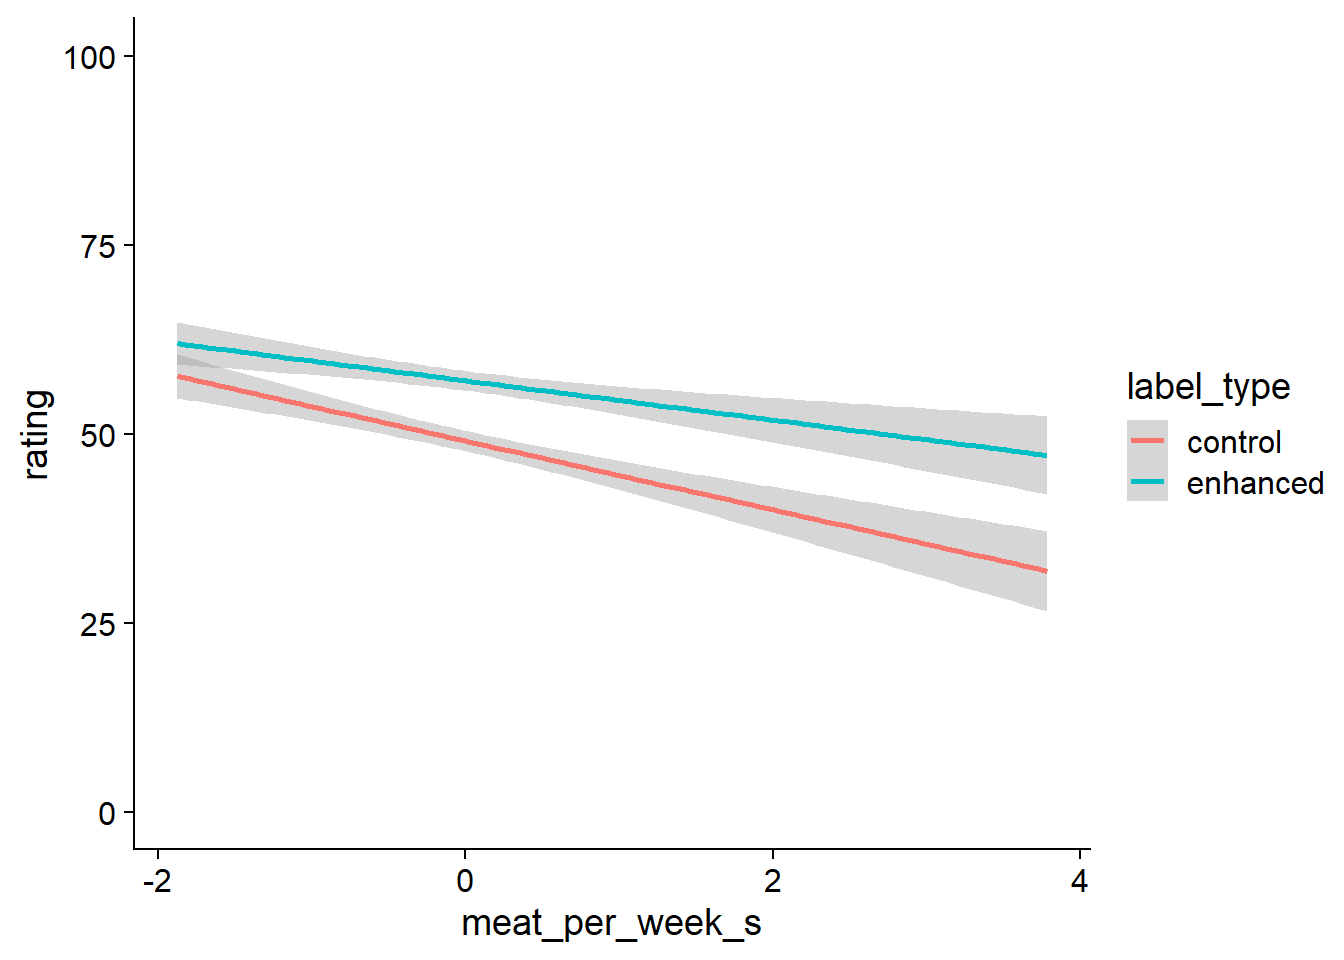 100
75
50
25
0
rating
-2 0 2 4
meat_per_week_s
label_type
control
enhanced